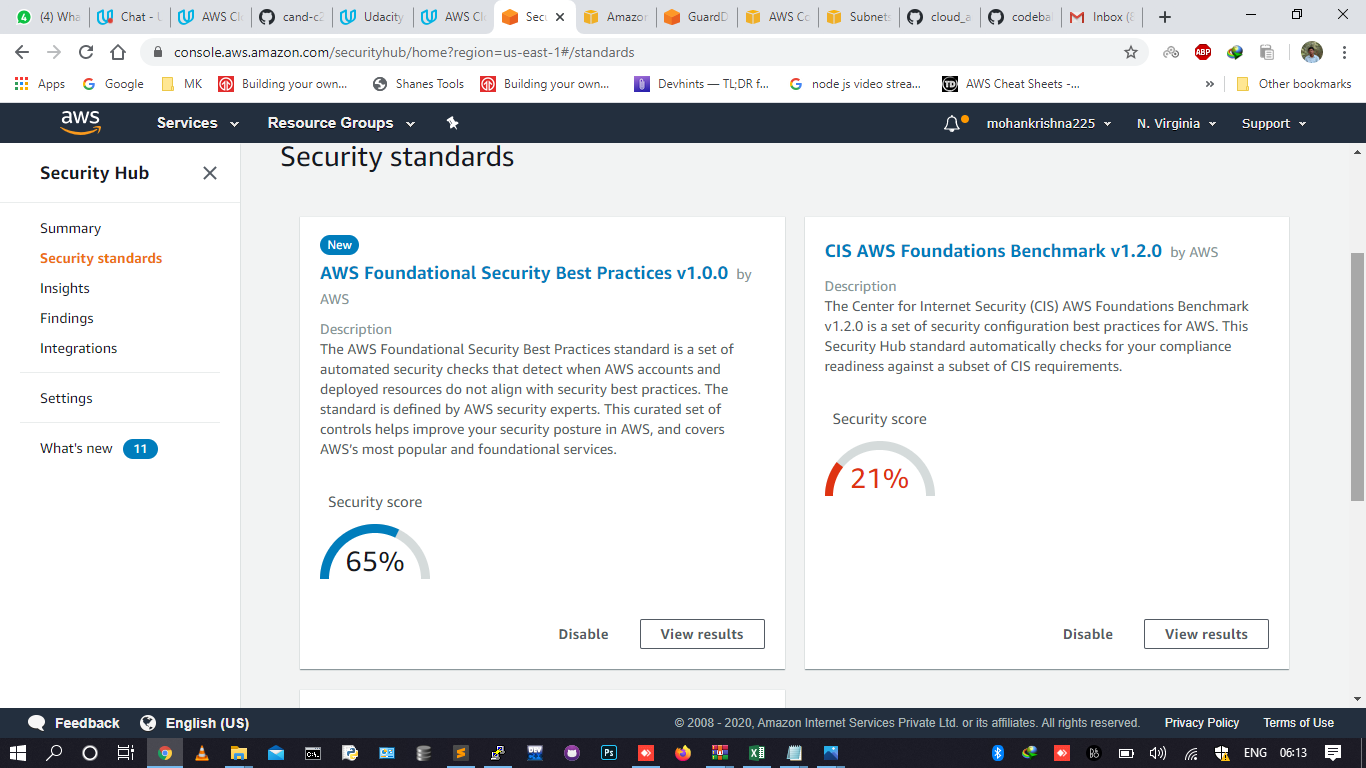 (4) Wha
Chat - U
AWS Cl
cand-c2
Udacity
AWS Cl
Sec
Amazon
GuardD
AWS Co
Subnets
cloud_a
codebal
Inbox (8
console.aws.amazon.com/securityhub/home?region=us-east-1#/standards
ABP
Apps
Google
MK
Building your own...
Shanes Tools
Building your own...
Devhints — TL;DR f...
node js video strea...
AWS Cheat Sheets -...
»
Other bookmarks
aws
Services
Resource Groups
mohankrishna225
N. Virginia
Support
Security Hub
Summary
Security standards
Insights
Findings
Integrations
Settings
What's new 11
Security standards
New
AWS Foundational Security Best Practices v1.0.0 by
AWS
Description
The AWS Foundational Security Best Practices standard is a set of
automated security checks that detect when AWS accounts and
deployed resources do not align with security best practices. The
standard is defined by AWS security experts. This curated set of
controls helps improve your security posture in AWS, and covers
AWS's most popular and foundational services.
Security score
65%
Disable
View results
CIS AWS Foundations Benchmark v1.2.0 by AWS
Description
The Center for Internet Security (CIS) AWS Foundations Benchmark
v1.2.0 is a set of security configuration best practices for AWS. This
Security Hub standard automatically checks for your compliance
readiness against a subset of CIS requirements.
Security score
21%
Disable
View results
Feedback
English (US)
© 2008 - 2020, Amazon Internet Services Private Ltd. or its affiliates. All rights reserved.
Privacy Policy
Terms of Use
Ps
ENG
06:13